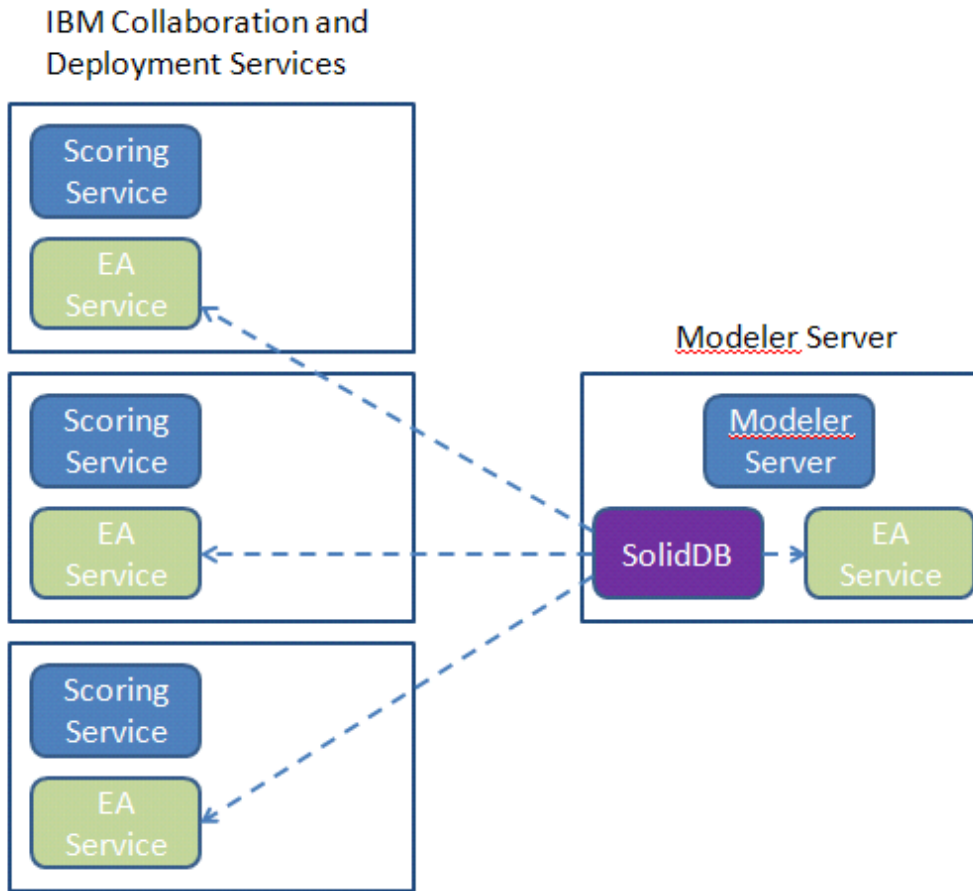 IBM Collaboration and
Deployment Services
Scoring
Service
EA
Service
Scoring
Service
EA
Service
Scoring
Service
EA
Service
Modeler Server
Modeler
Server
SolidDB
EA
Service